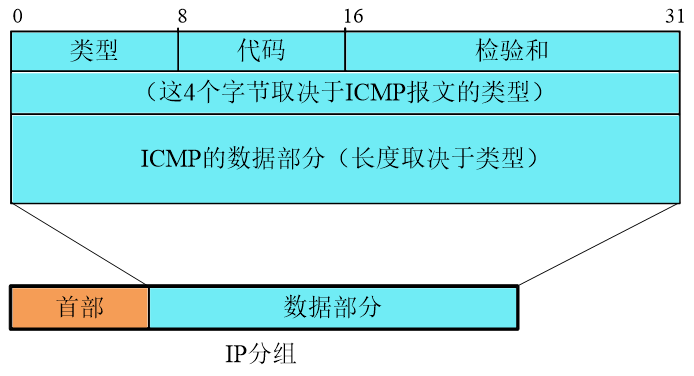 0 8 16 31
类型 代码 检验和
（这4个字节取决于ICMP报文的类型）
ICMP的数据部分（长度取决于类型）
首部 数据部分
IP分组